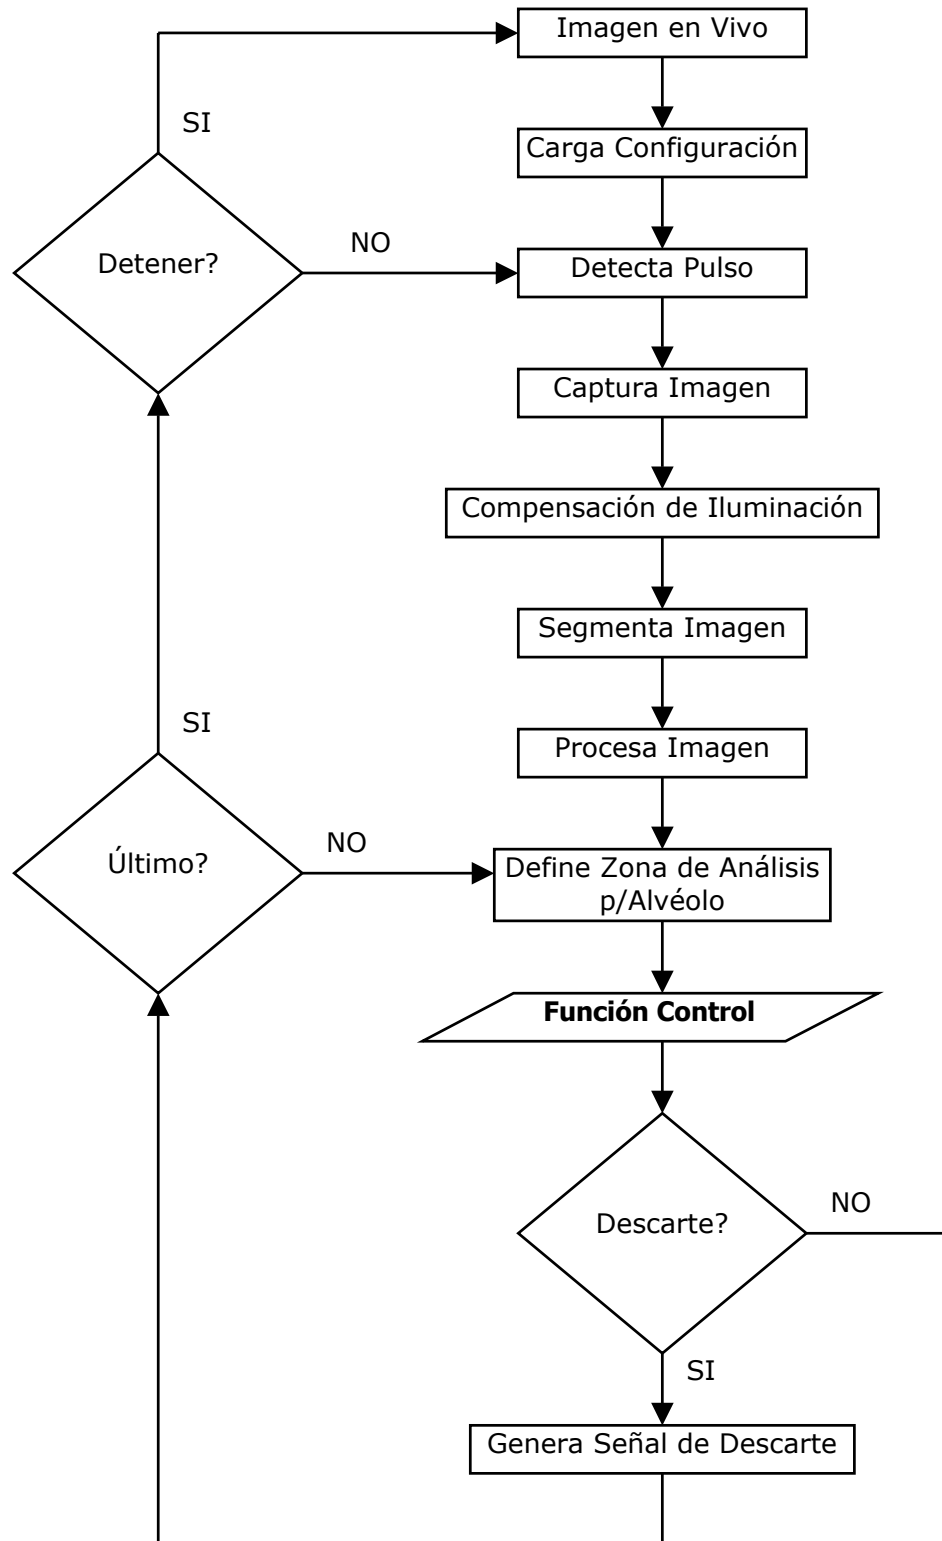 Imagen en Vivo
SI
Carga Configuración
Detener?
NO
Detecta Pulso
Captura Imagen
Compensación de Iluminación
Segmenta Imagen
SI
Procesa Imagen
Último?
NO
Define Zona de Análisis
p/Alvéolo
Función Control
Descarte?
NO
SI
Genera Señal de Descarte